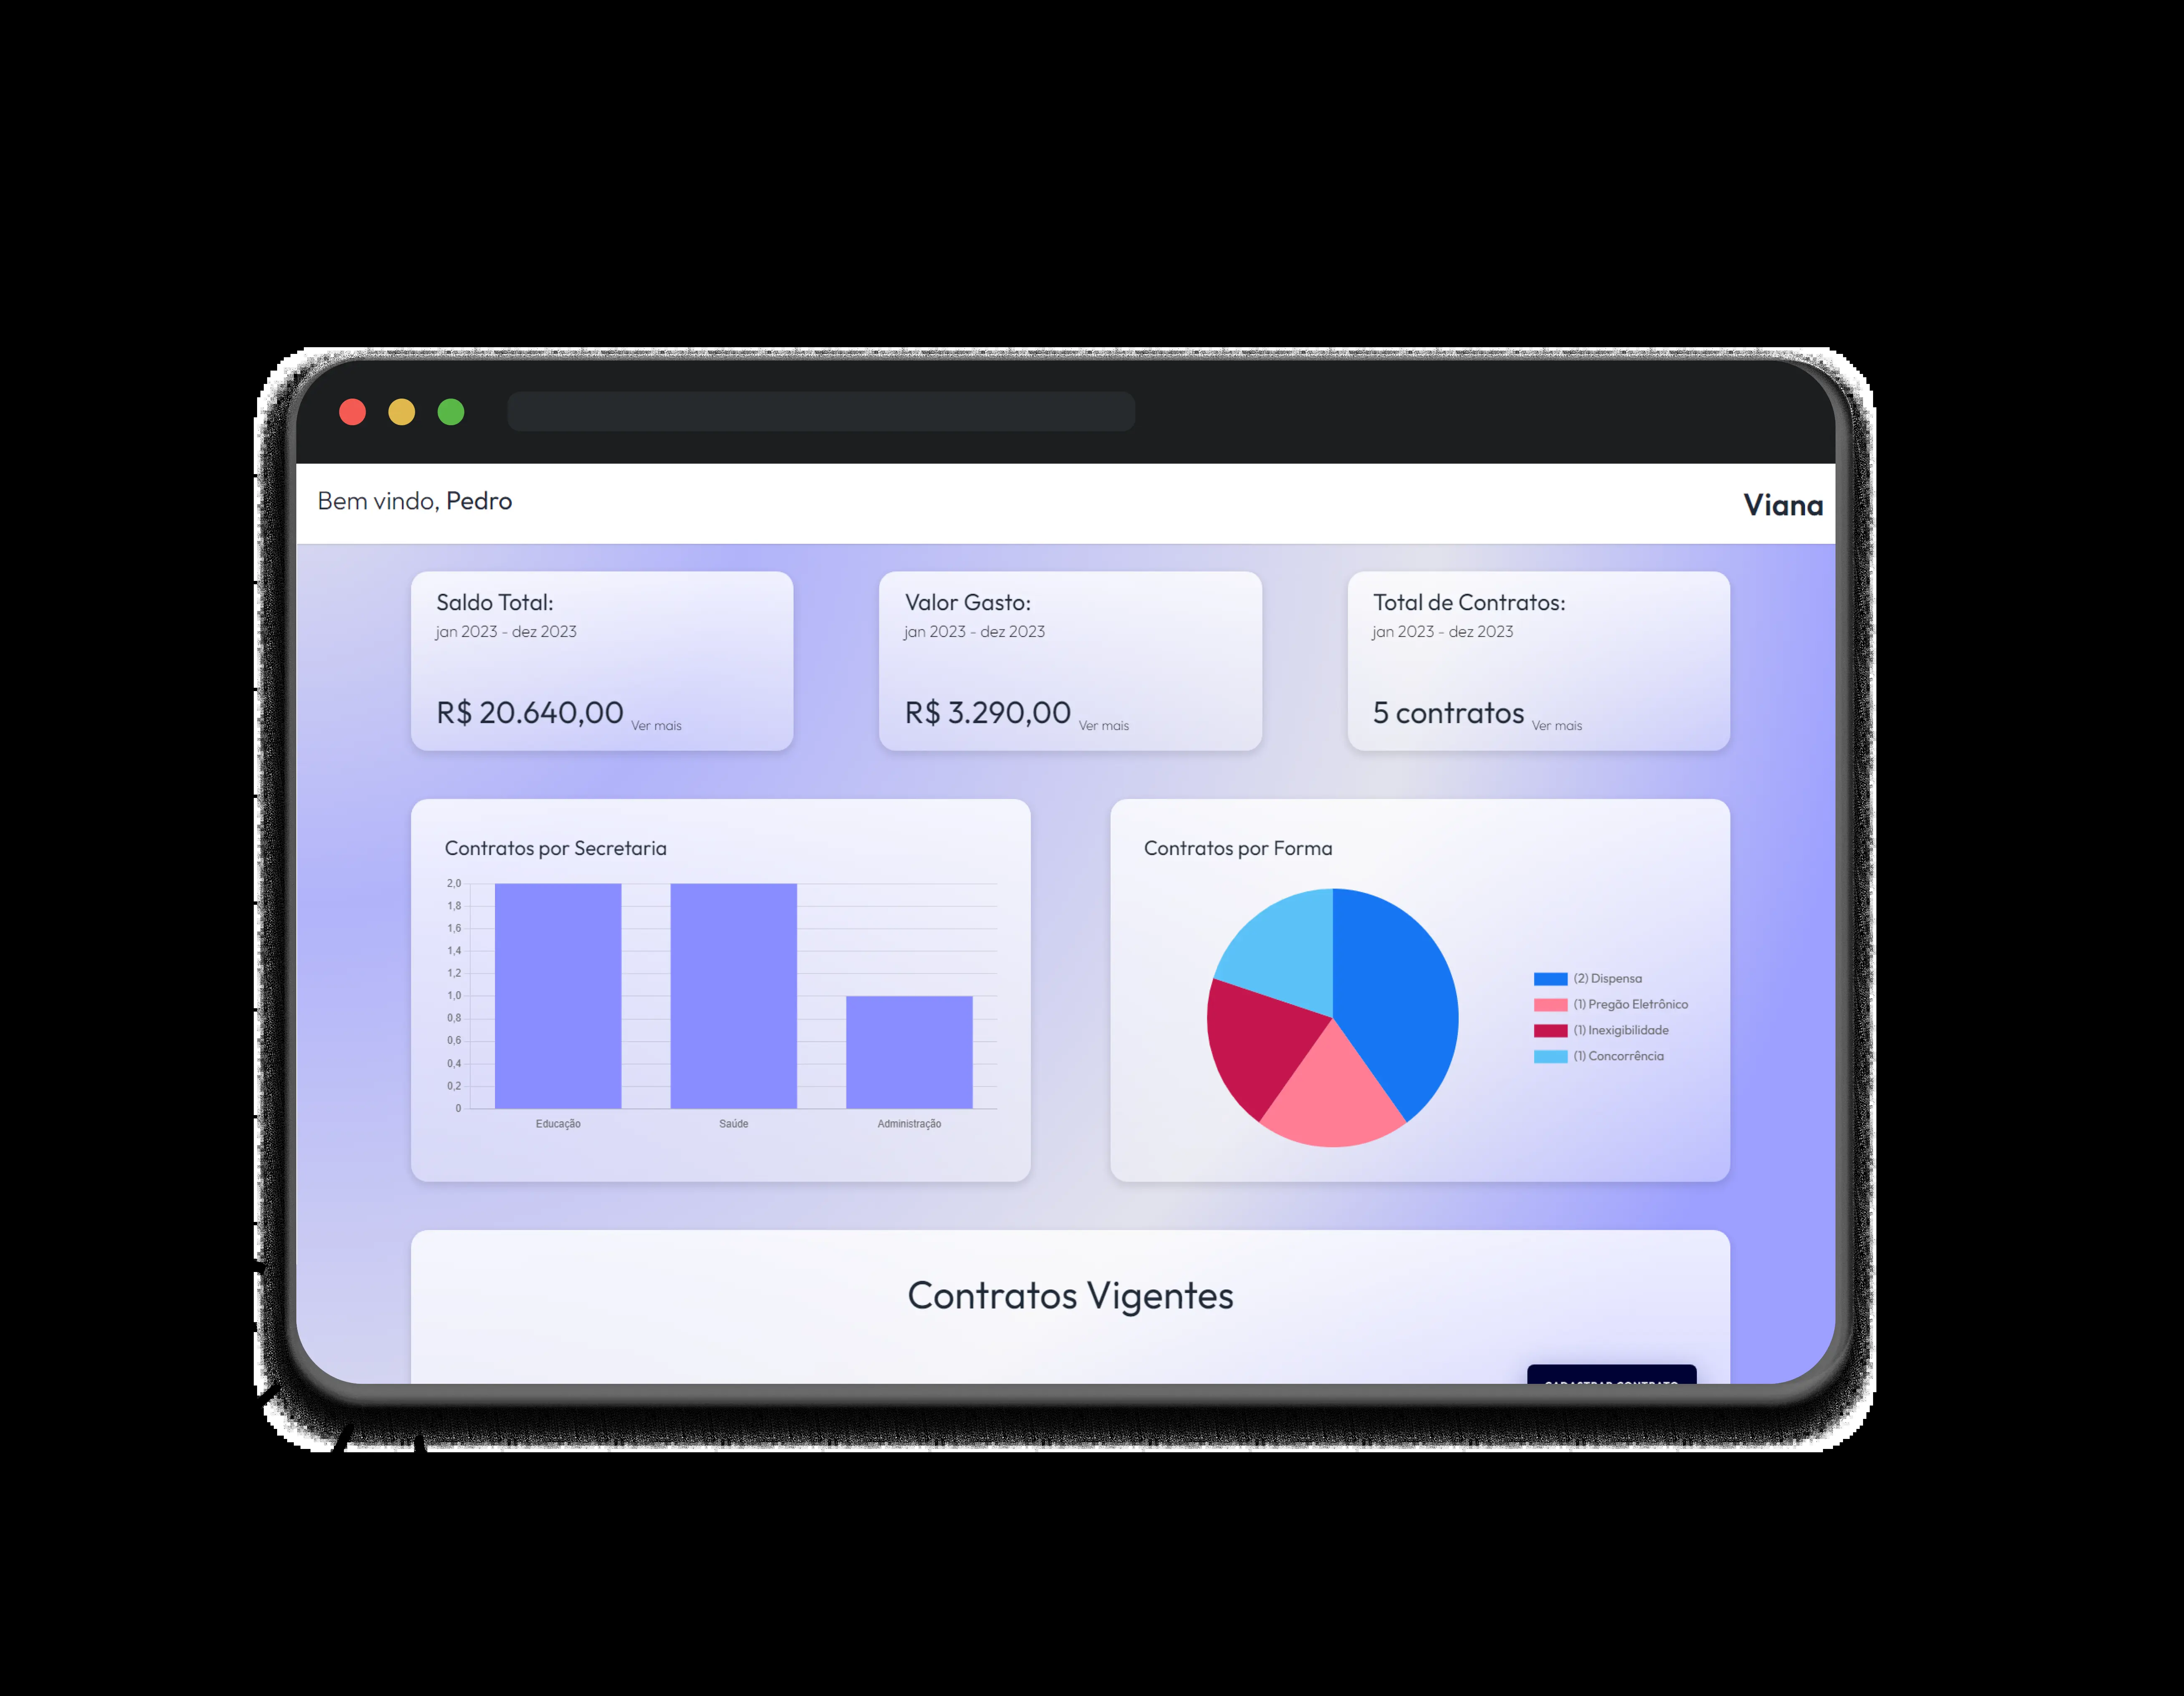 Bem vindo, Pedro
Viana
Saldo Total:
jan 2023 - dez 2023
R$ 20.640,00 Ver mais
Valor Gasto:
jan 2023 - dez 2023
R$ 3.290,00 Ver mais
Total de Contratos:
jan 2023 - dez 2023
5 contratos Ver mais
Contratos por Secretaria
2,0
1,8
1,6
1,4
1,2
1,0
0,8
0,6
0,4
0,2
0
Educação Saúde Administração
Contratos por Forma
(2) Dispensa
(1) Pregão Eletrônico
(1) Inexigibilidade
(1) Concorrência
Contratos Vigentes